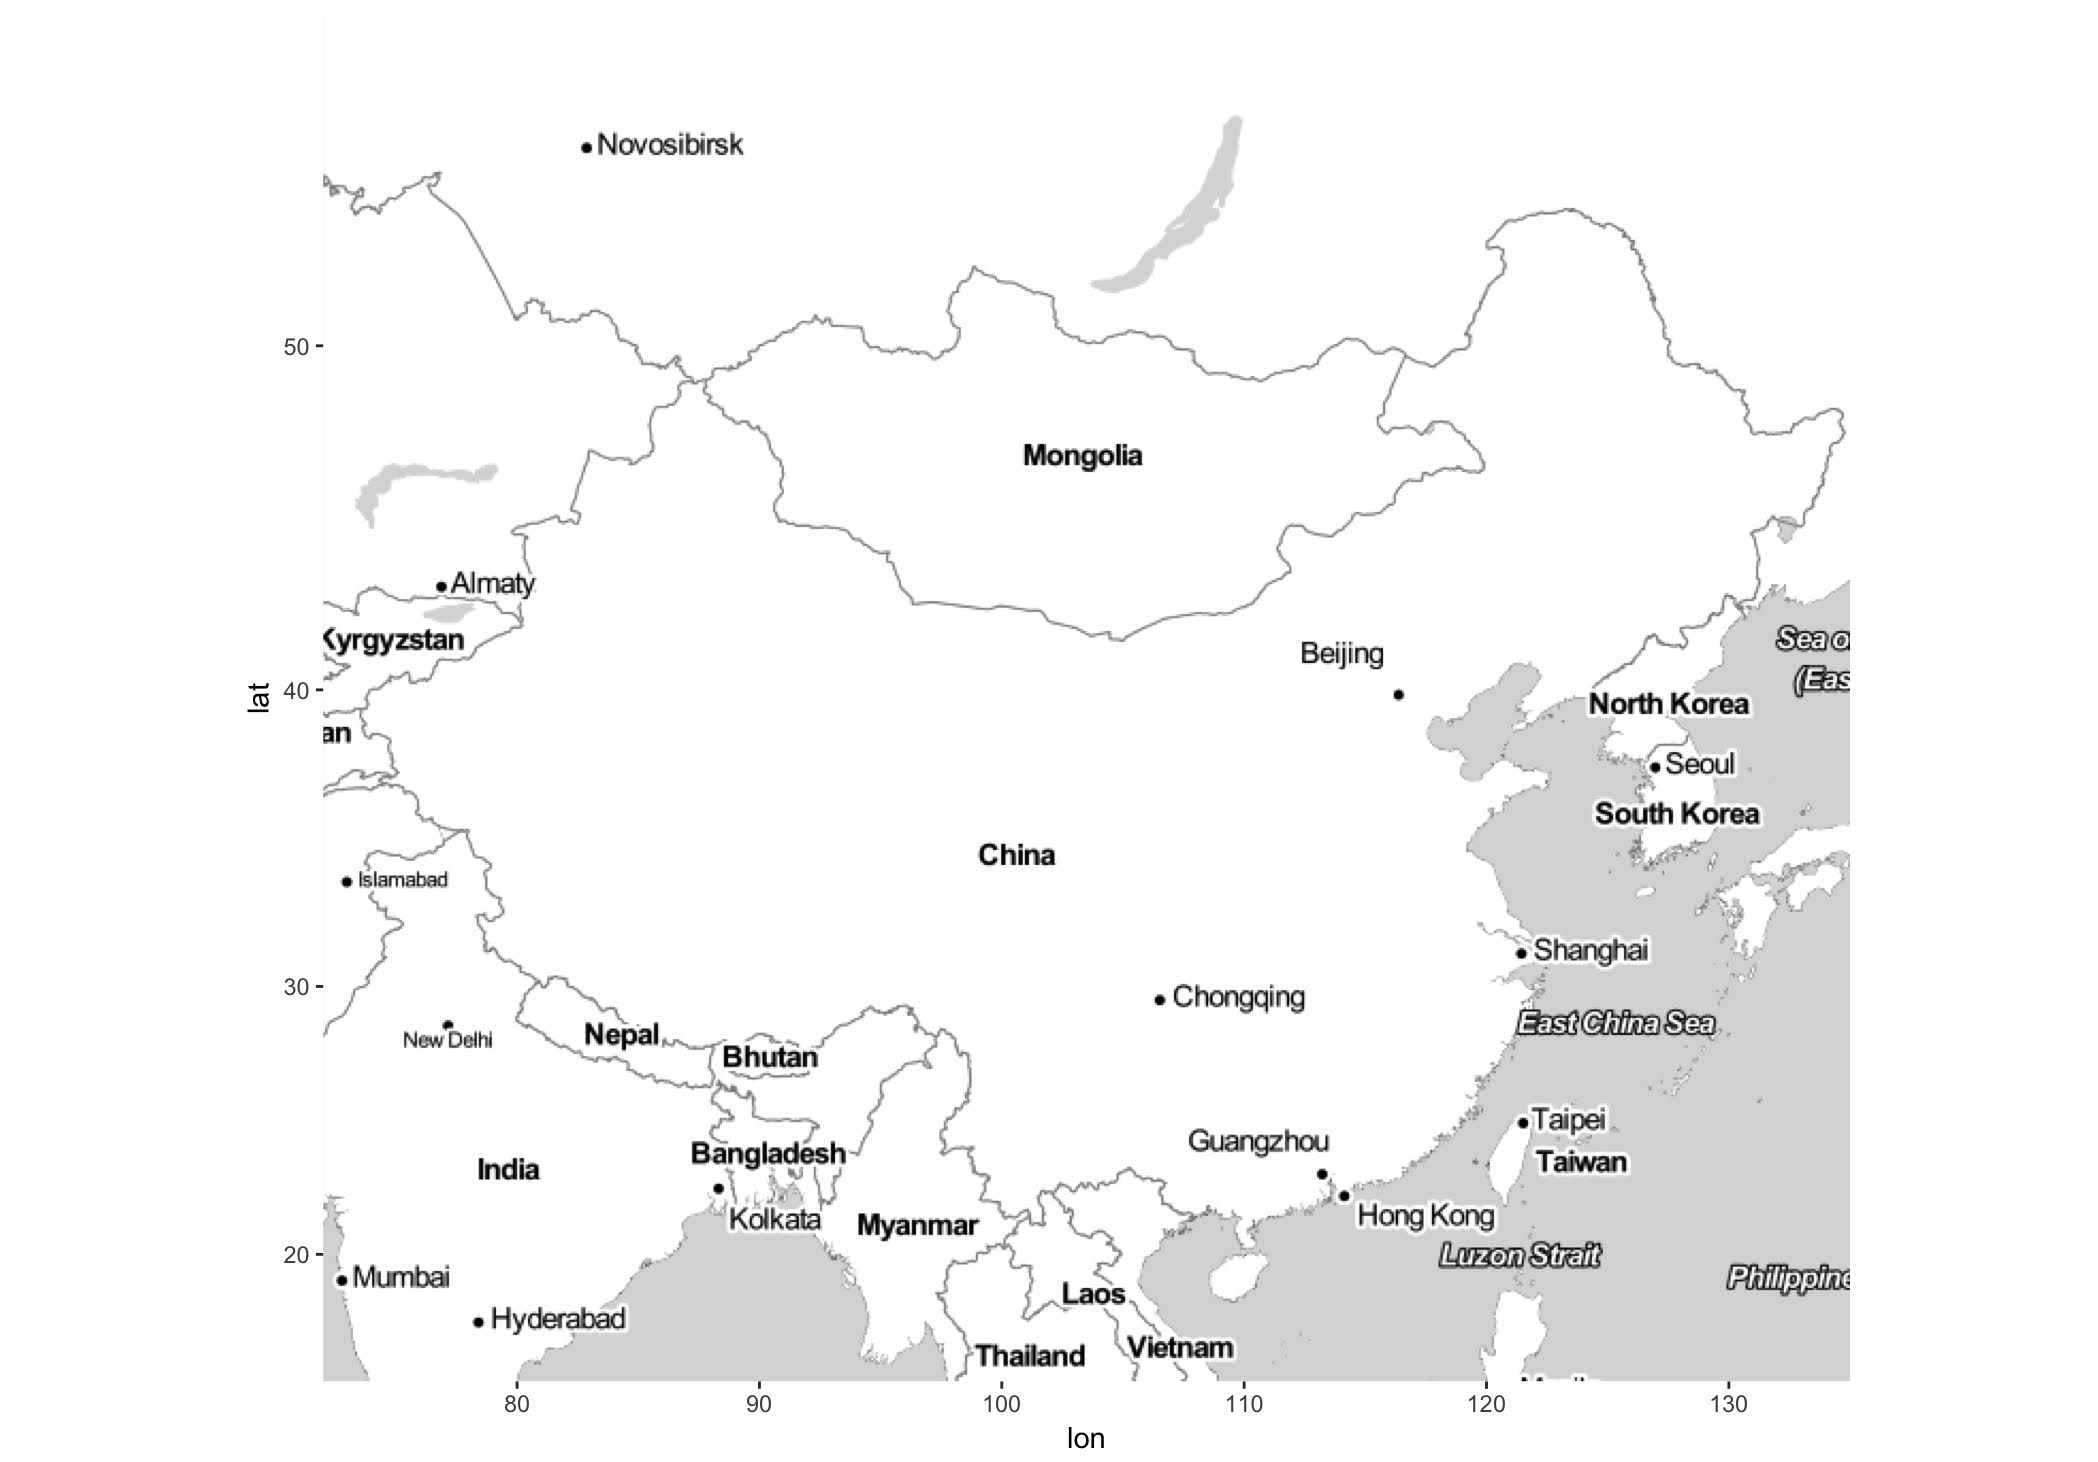 Novosibirsk
50
Mongolia
Almaty
Kyrgyzstan
Beijing
Sea o
(Eas
lat
40
North Korea
an
Seoul
South Korea
China
Islamabad
Shanghai
30
Chongqing
East China Sea
New Delhi
Nepal
Bhutan
Taipei
Guangzhou
Bangladesh
Taiwan
India
Kolkata
Myanmar
Hong Kong
20
Luzon Strait
Mumbai
Philippine
Laos
Hyderabad
Vietnam
Thailand
80
90
100
110
120
130
lon